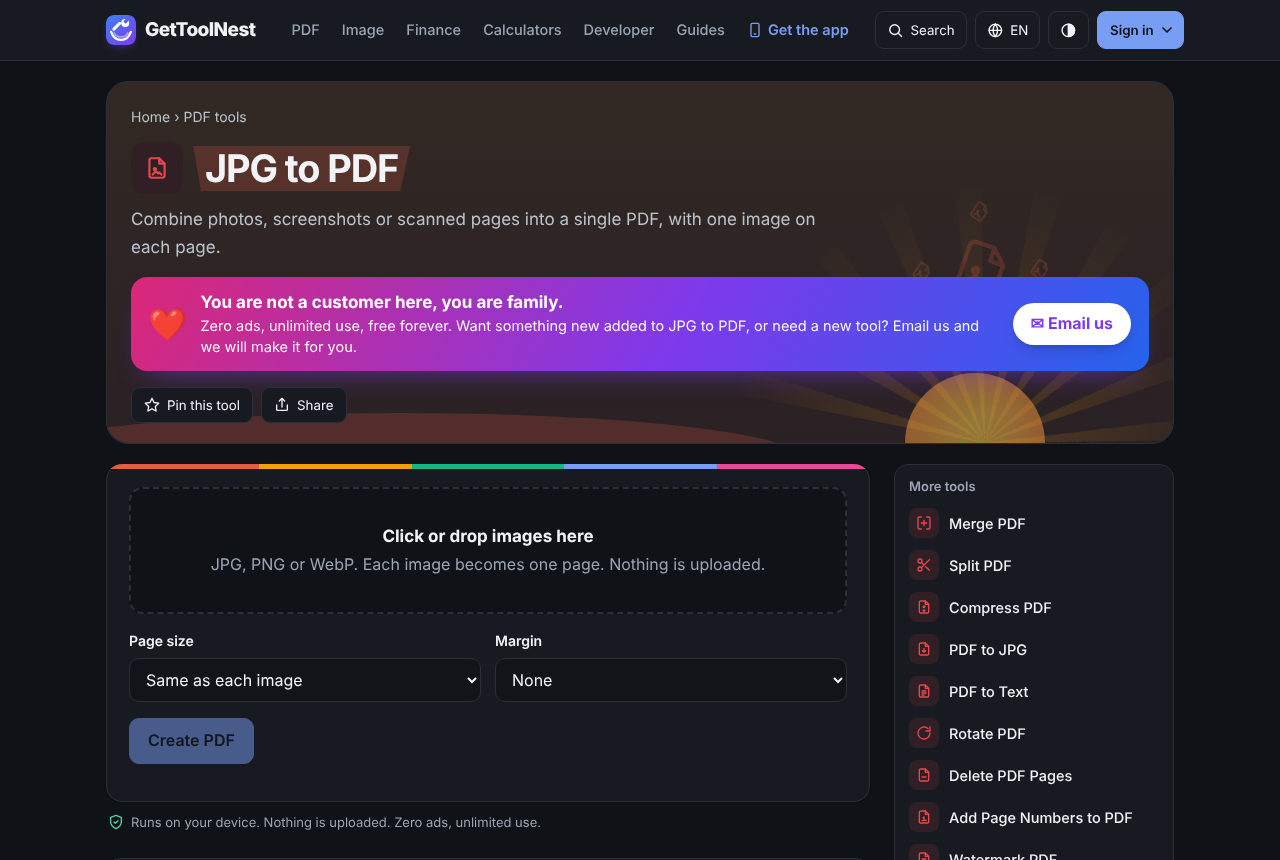 GetToolNest
PDF
Image
Finance
Calculators
Developer
Guides
Get the app
Search
EN
Sign in
Home › PDF tools
JPG to PDF
Combine photos, screenshots or scanned pages into a single PDF, with one image on
each page.
You are not a customer here, you are family.
Zero ads, unlimited use, free forever. Want something new added to JPG to PDF, or need a new tool? Email us and
we will make it for you.
✉ Email us
Pin this tool
Share
Click or drop images here
JPG, PNG or WebP. Each image becomes one page. Nothing is uploaded.
Page size
Margin
Same as each image
None
Create PDF
Runs on your device. Nothing is uploaded. Zero ads, unlimited use.
More tools
Merge PDF
Split PDF
Compress PDF
PDF to JPG
PDF to Text
Rotate PDF
Delete PDF Pages
Add Page Numbers to PDF
Watermark PDF